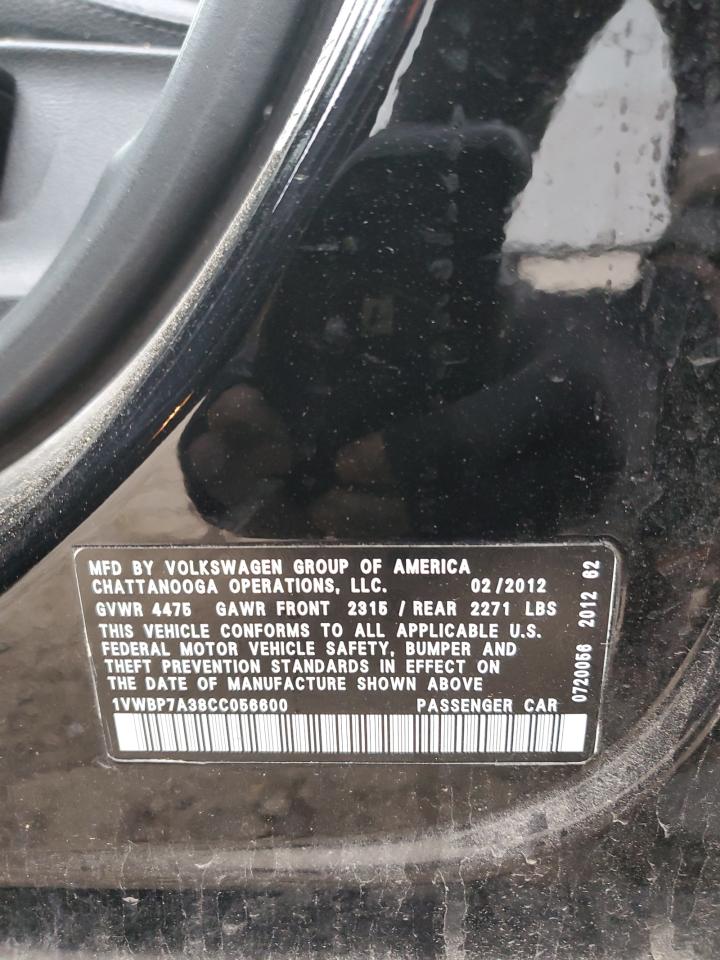 MFD BY VOLKSWAGEN GROUP OF AMERICA
CHATTANOOGA OPERATIONS, LLC. 02/2012
GVWR 4475 GAWR FRONT 2315 / REAR 2271 LBS
THIS VEHICLE CONFORMS TO ALL APPLICABLE U.S.
FEDERAL MOTOR VEHICLE SAFETY, BUMPER AND
THEFT PREVENTION STANDARDS IN EFFECT ON
THE DATE OF MANUFACTURE SHOWN ABOVE
1VWBP7A38CC056600 PASSENGER CAR
0720056 2012 62